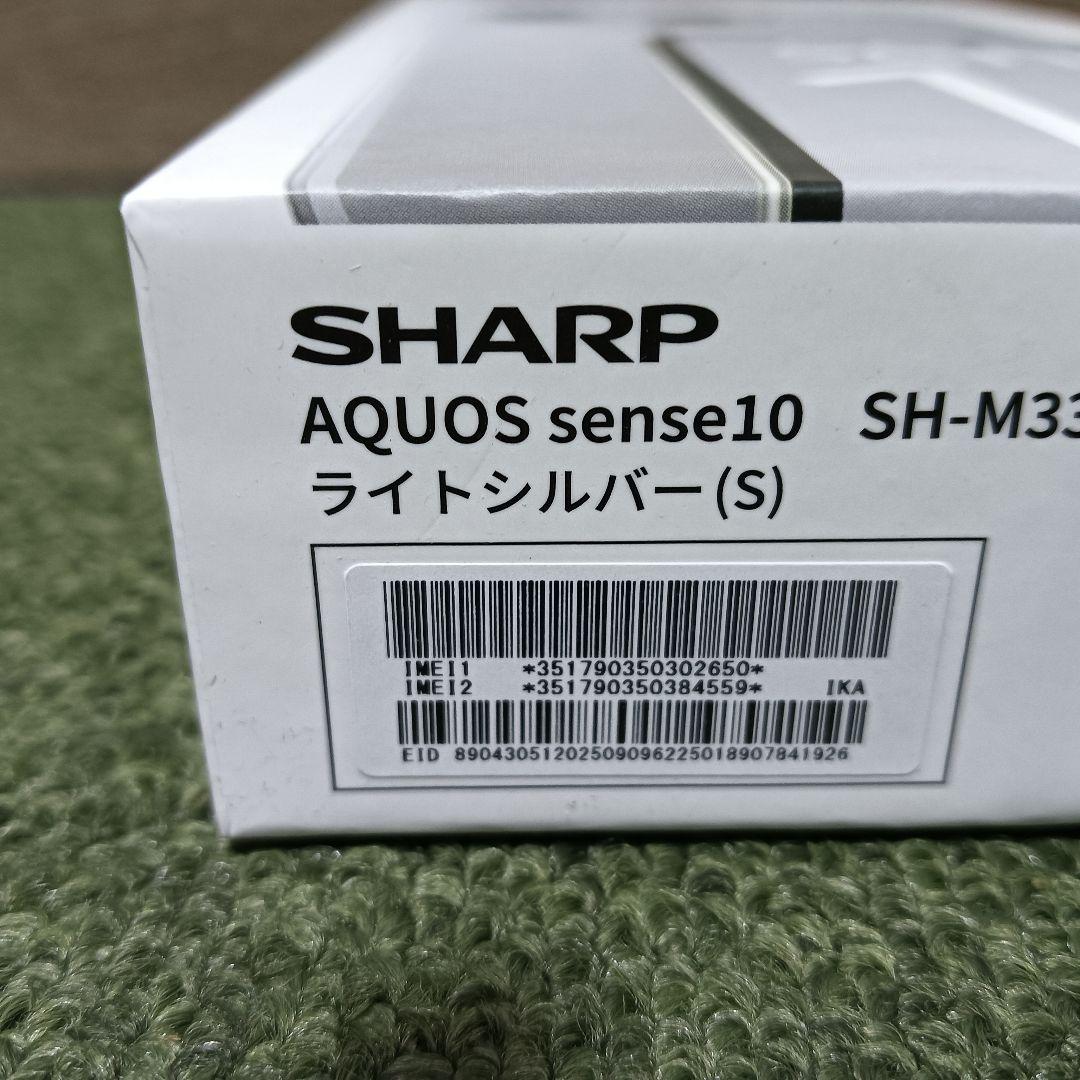 SHARP
AQUOS sense10 SH-M33
ライトシルバー(S)
IMEI1 *351790350302650*
IMEI2 *351790350384559* IKA
EID 89043051202509096225018907841926